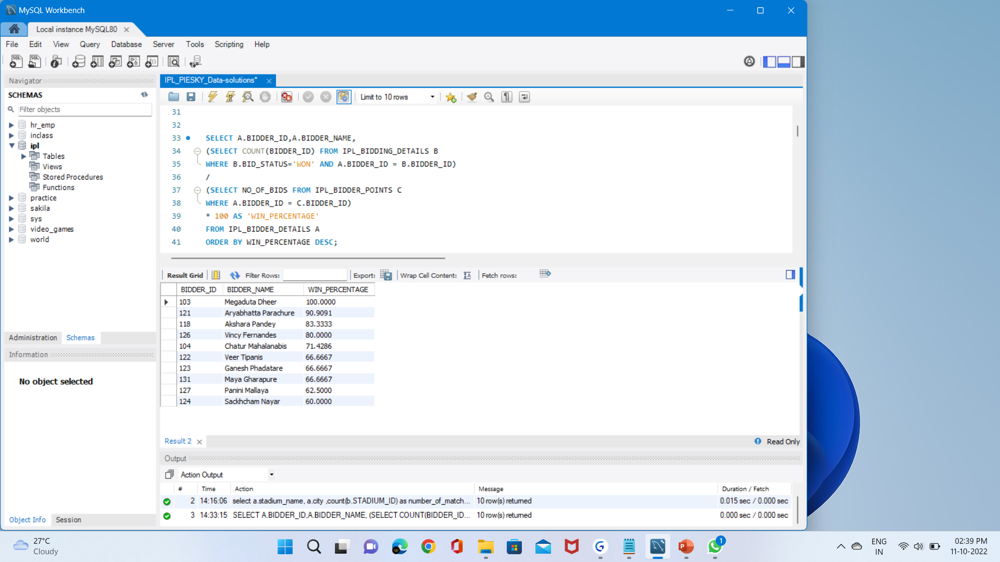 MySQL Workbench
Local instance MySQL80
File Edit View Query Database Server Tools Scripting Help
Navigator
SCHEMAS
Filter objects
hr_emp
inclass
ipl
Tables
Views
Stored Procedures
Functions
practice
sakila
sys
video_games
world
Administration Schemas
Information
No object selected
Object Info Session
IPL_PIESKY_Data-solutions*
Limit to 10 rows
31
32
33 SELECT A.BIDDER_ID,A.BIDDER_NAME,
34 (SELECT COUNT(BIDDER_ID) FROM IPL_BIDDING_DETAILS B
35 WHERE B.BID_STATUS='WON' AND A.BIDDER_ID = B.BIDDER_ID)
36 /
37 (SELECT NO_OF_BIDS FROM IPL_BIDDER_POINTS C
38 WHERE A.BIDDER_ID = C.BIDDER_ID)
39 * 100 AS 'WIN_PERCENTAGE'
40 FROM IPL_BIDDER_DETAILS A
41 ORDER BY WIN_PERCENTAGE DESC;
Result Grid Filter Rows: Export: Wrap Cell Content: Fetch rows:
BIDDER_ID BIDDER_NAME WIN_PERCENTAGE
103 Megaduta Dheer 100.0000
121 Aryabhatta Parachure 90.9091
118 Akshara Pandey 83.3333
126 Vincy Fernandes 80.0000
104 Chatur Mahalanabis 71.4286
122 Veer Tipanis 66.6667
123 Ganesh Phadatare 66.6667
131 Maya Gharapure 66.6667
127 Panini Mallaya 62.5000
124 Sackhcham Nayar 60.0000
Result 2 Read Only
Output
Action Output
# Time Action Message Duration / Fetch
2 14:16:06 select a.stadium_name, a.city ,count(b.STADIUM_ID) as number_of_match... 10 row(s) returned 0.015 sec / 0.000 sec
3 14:33:15 SELECT A.BIDDER_ID,A.BIDDER_NAME, (SELECT COUNT(BIDDER_ID... 10 row(s) returned 0.000 sec / 0.000 sec
27°C
Cloudy
1
ENG
IN
02:39 PM
11-10-2022